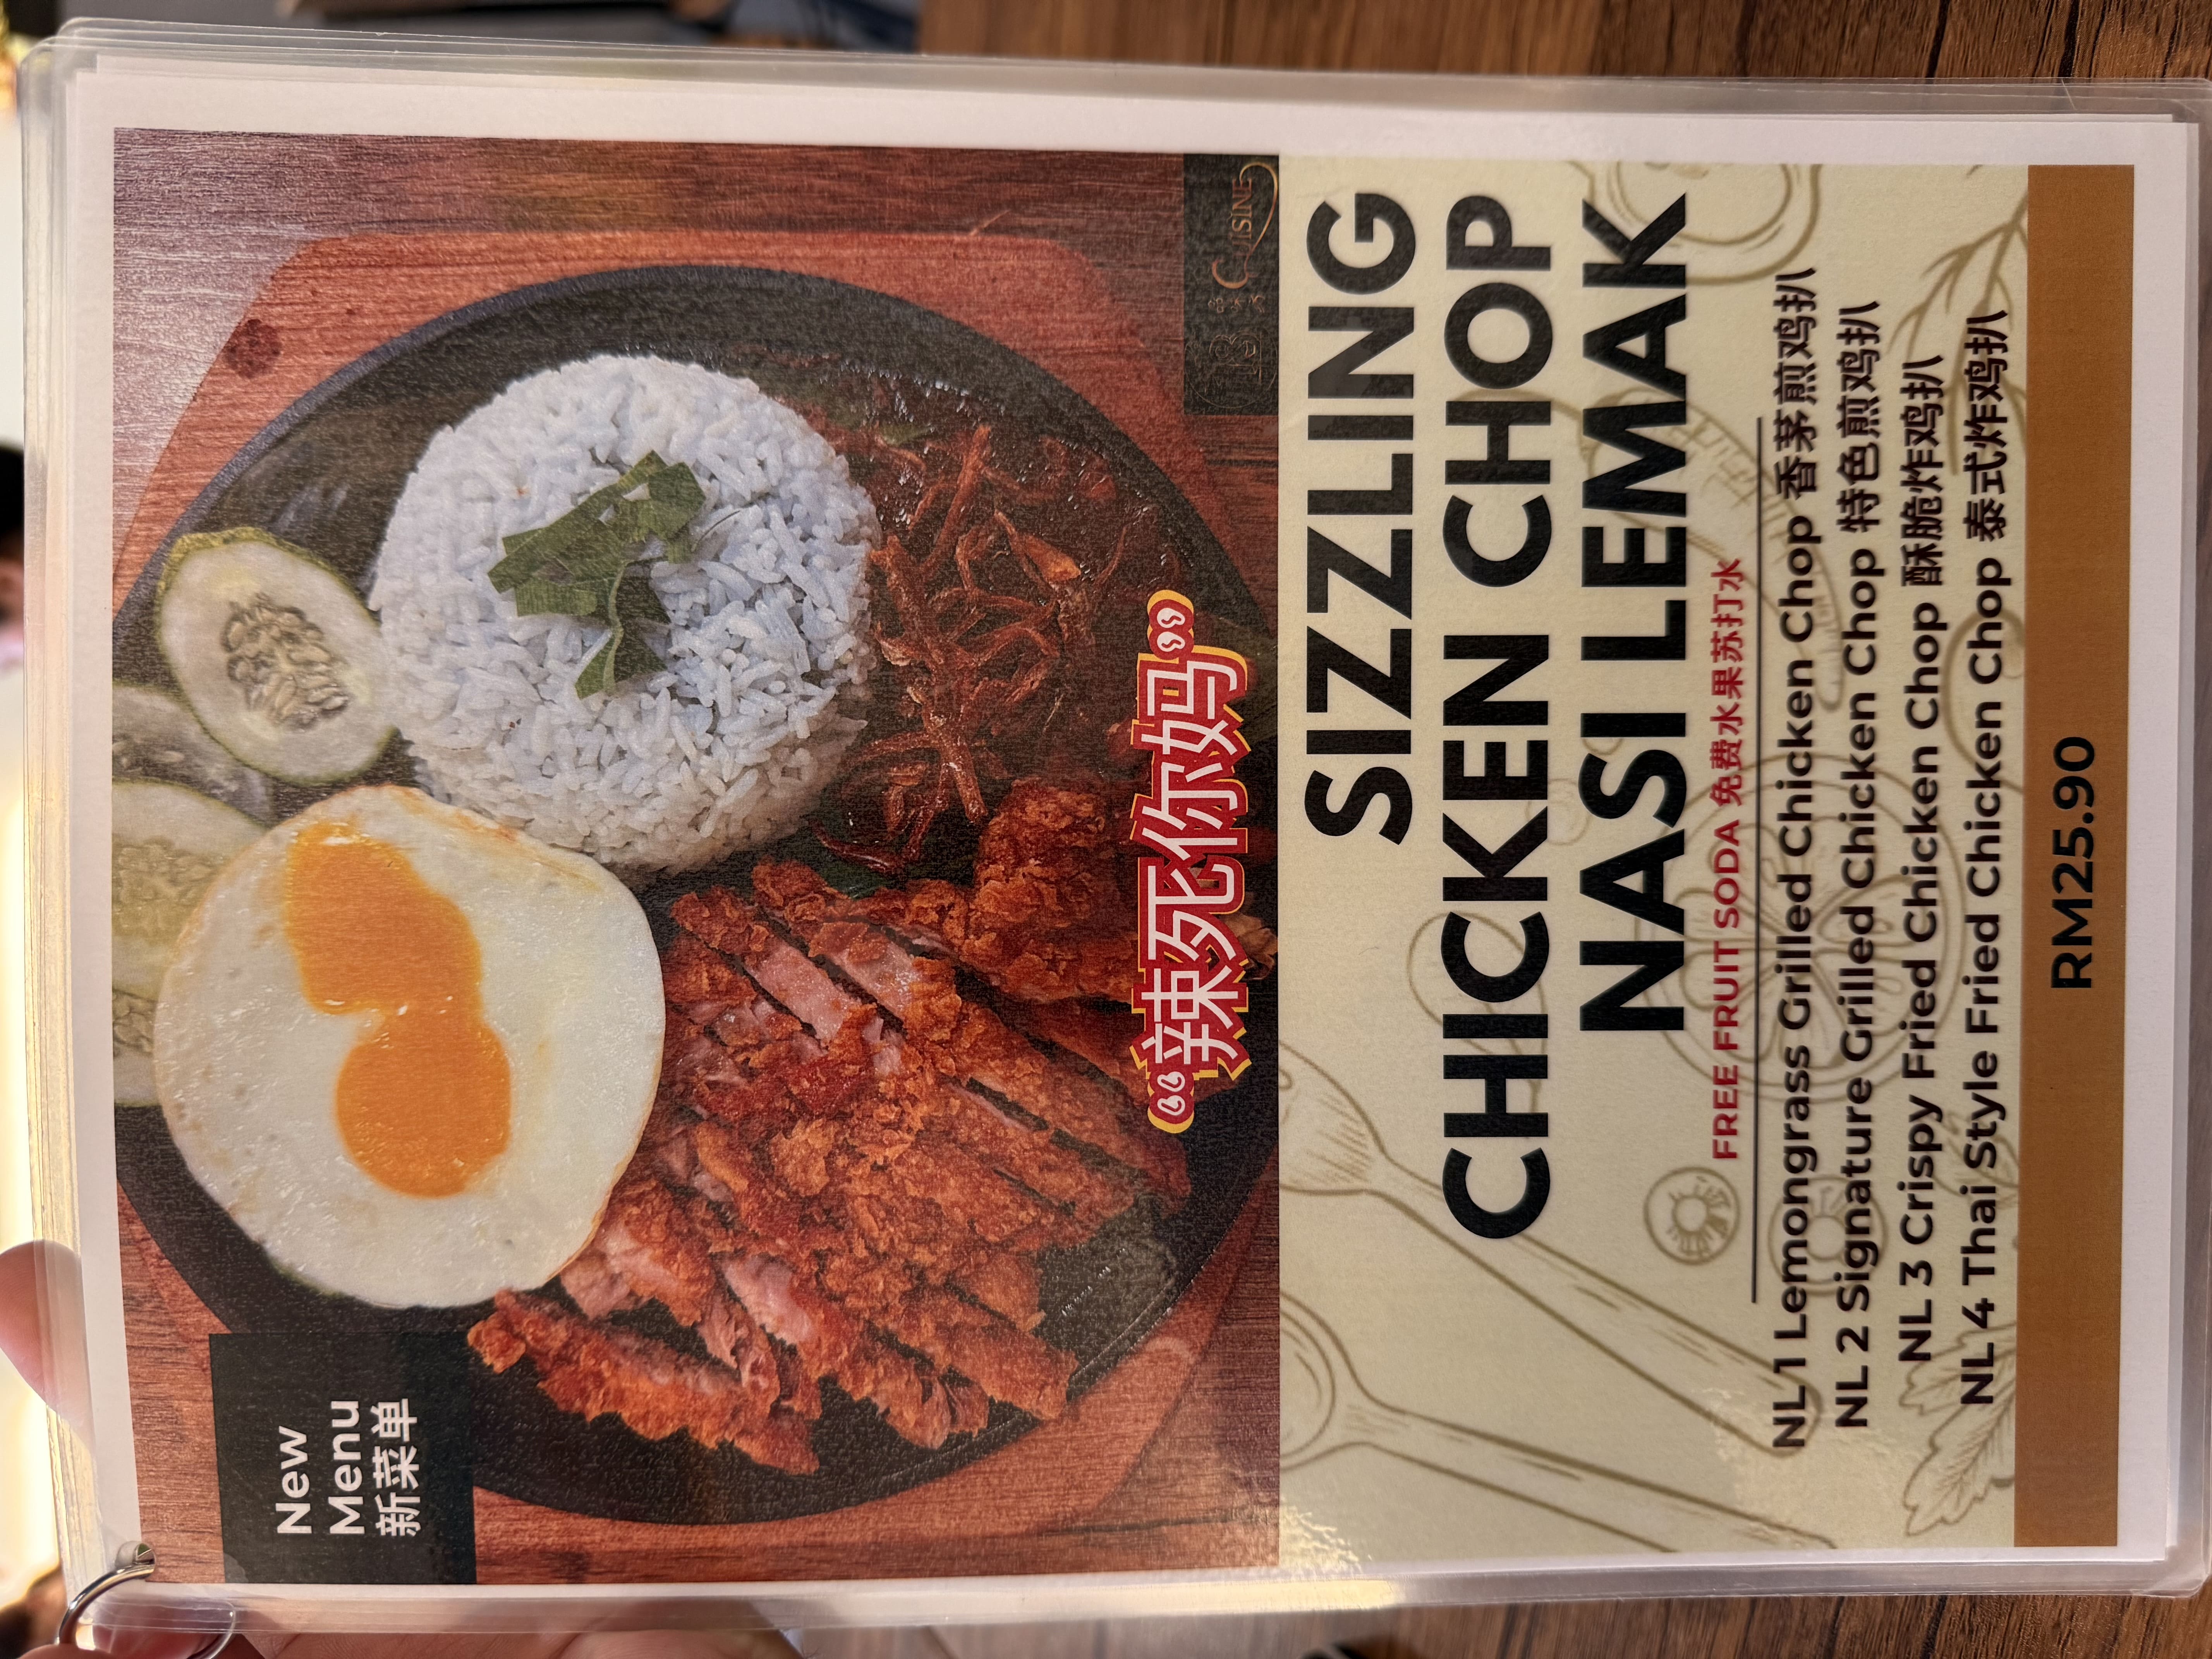 New
Menu
新菜单
“辣死你妈”
CUISINE
SIZZLING
CHICKEN CHOP
NASI LEMAK
FREE FRUIT SODA 免费水果苏打水
NL 1 Lemongrass Grilled Chicken Chop 香茅煎鸡扒
NL 2 Signature Grilled Chicken Chop 特色煎鸡扒
NL 3 Crispy Fried Chicken Chop 酥脆炸鸡扒
NL 4 Thai Style Fried Chicken Chop 泰式炸鸡扒
RM25.90